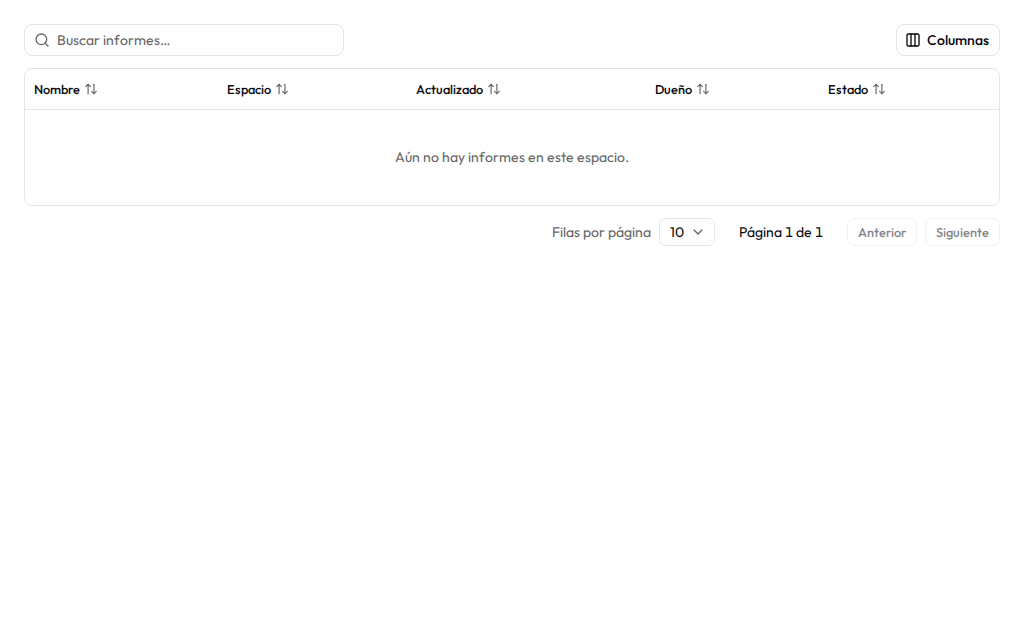 Buscar informes…
Columnas
Nombre Espacio Actualizado Dueño Estado
Aún no hay informes en este espacio.
Filas por página 10 Página 1 de 1 Anterior Siguiente